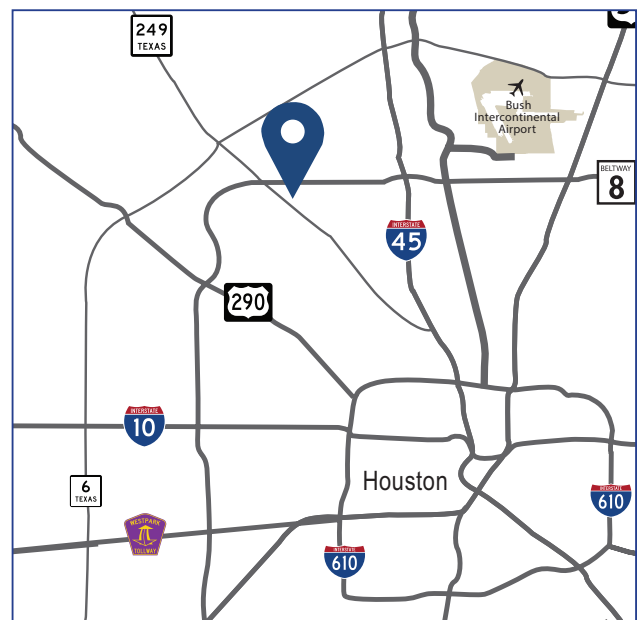 249
TEXAS
Bush
Intercontinental
Airport
BELTWAY
8
INTERSTATE
45
290
INTERSTATE
10
Houston
6
TEXAS
INTERSTATE
610
WESTPARK
TOLLWAY
INTERSTATE
610